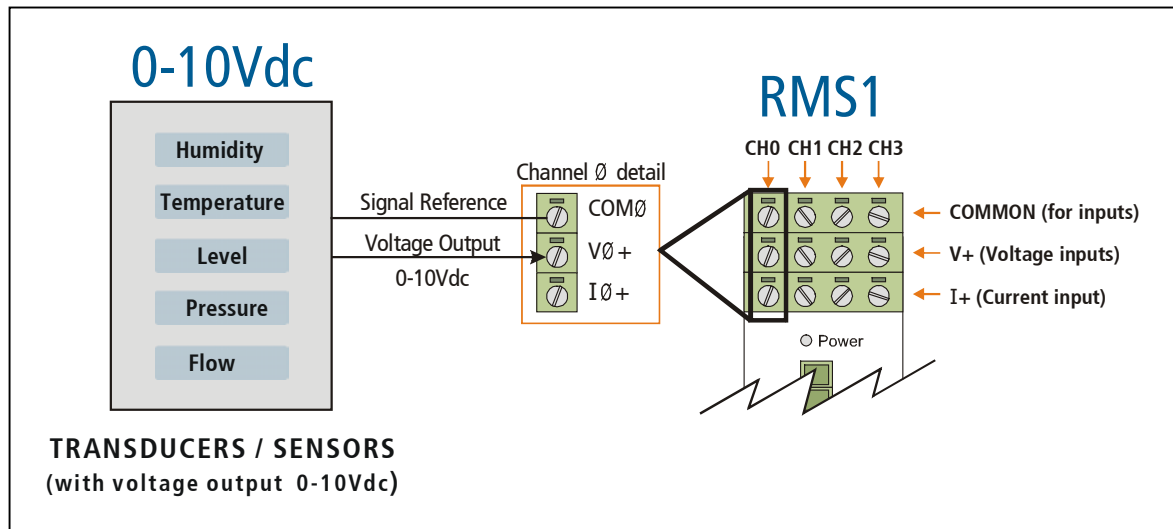 0-10Vdc
Humidity
Temperature
Level
Pressure
Flow
TRANSDUCERS / SENSORS
(with voltage output 0-10Vdc)
Signal Reference
Voltage Output
0-10Vdc
Channel Ø detail
COMØ
VØ+
IØ+
RMS1
CH0 CH1 CH2 CH3
COMMON (for inputs)
V+ (Voltage inputs)
I+ (Current input)
Power